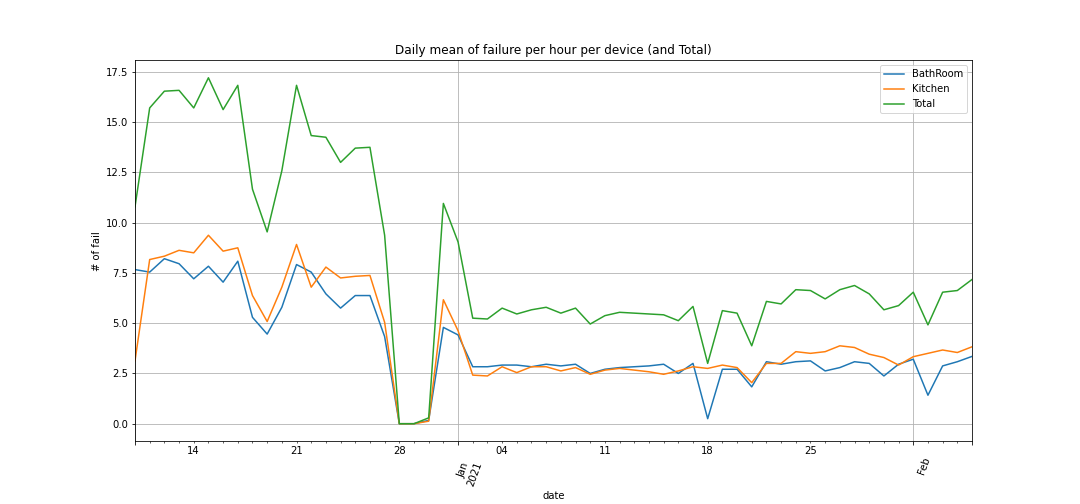 Daily mean of failure per hour per device (and Total)
BathRoom
Kitchen
Total
17.5
15.0
12.5
10.0
7.5
5.0
2.5
0.0
# of fail
14
21
28
Jan
2021
04
11
18
25
Feb
date